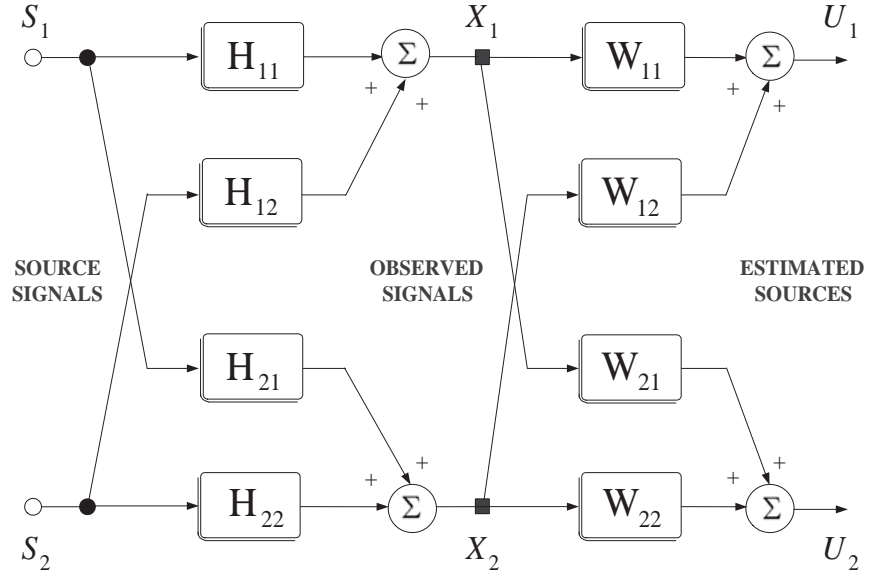 S1 X1 U1
H11 Σ W11 Σ
+ + + +
H12 W12
SOURCE SIGNALS OBSERVED SIGNALS ESTIMATED SOURCES
H21 W21
+ + + +
H22 Σ W22 Σ
S2 X2 U2